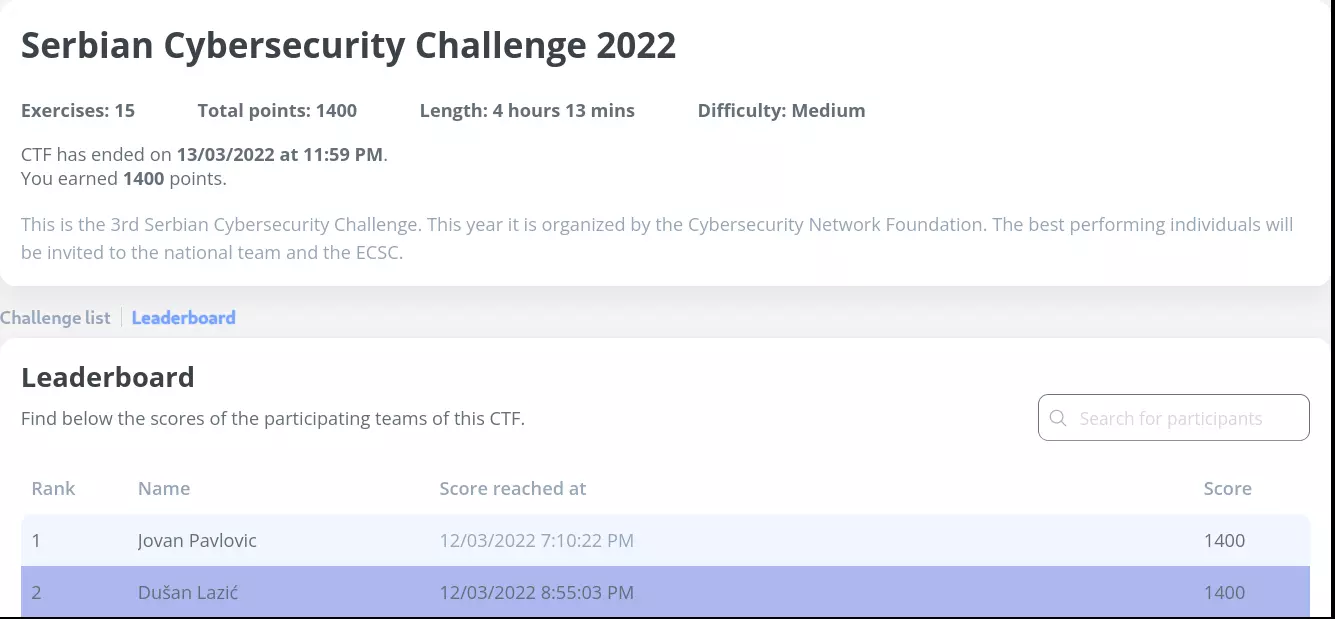 Serbian Cybersecurity Challenge 2022
Exercises: 15 Total points: 1400 Length: 4 hours 13 mins Difficulty: Medium
CTF has ended on 13/03/2022 at 11:59 PM.
You earned 1400 points.
This is the 3rd Serbian Cybersecurity Challenge. This year it is organized by the Cybersecurity Network Foundation. The best performing individuals will
be invited to the national team and the ECSC.
Challenge list Leaderboard
Leaderboard
Find below the scores of the participating teams of this CTF.
Search for participants
Rank Name Score reached at Score
1 Jovan Pavlovic 12/03/2022 7:10:22 PM 1400
2 Dušan Lazić 12/03/2022 8:55:03 PM 1400